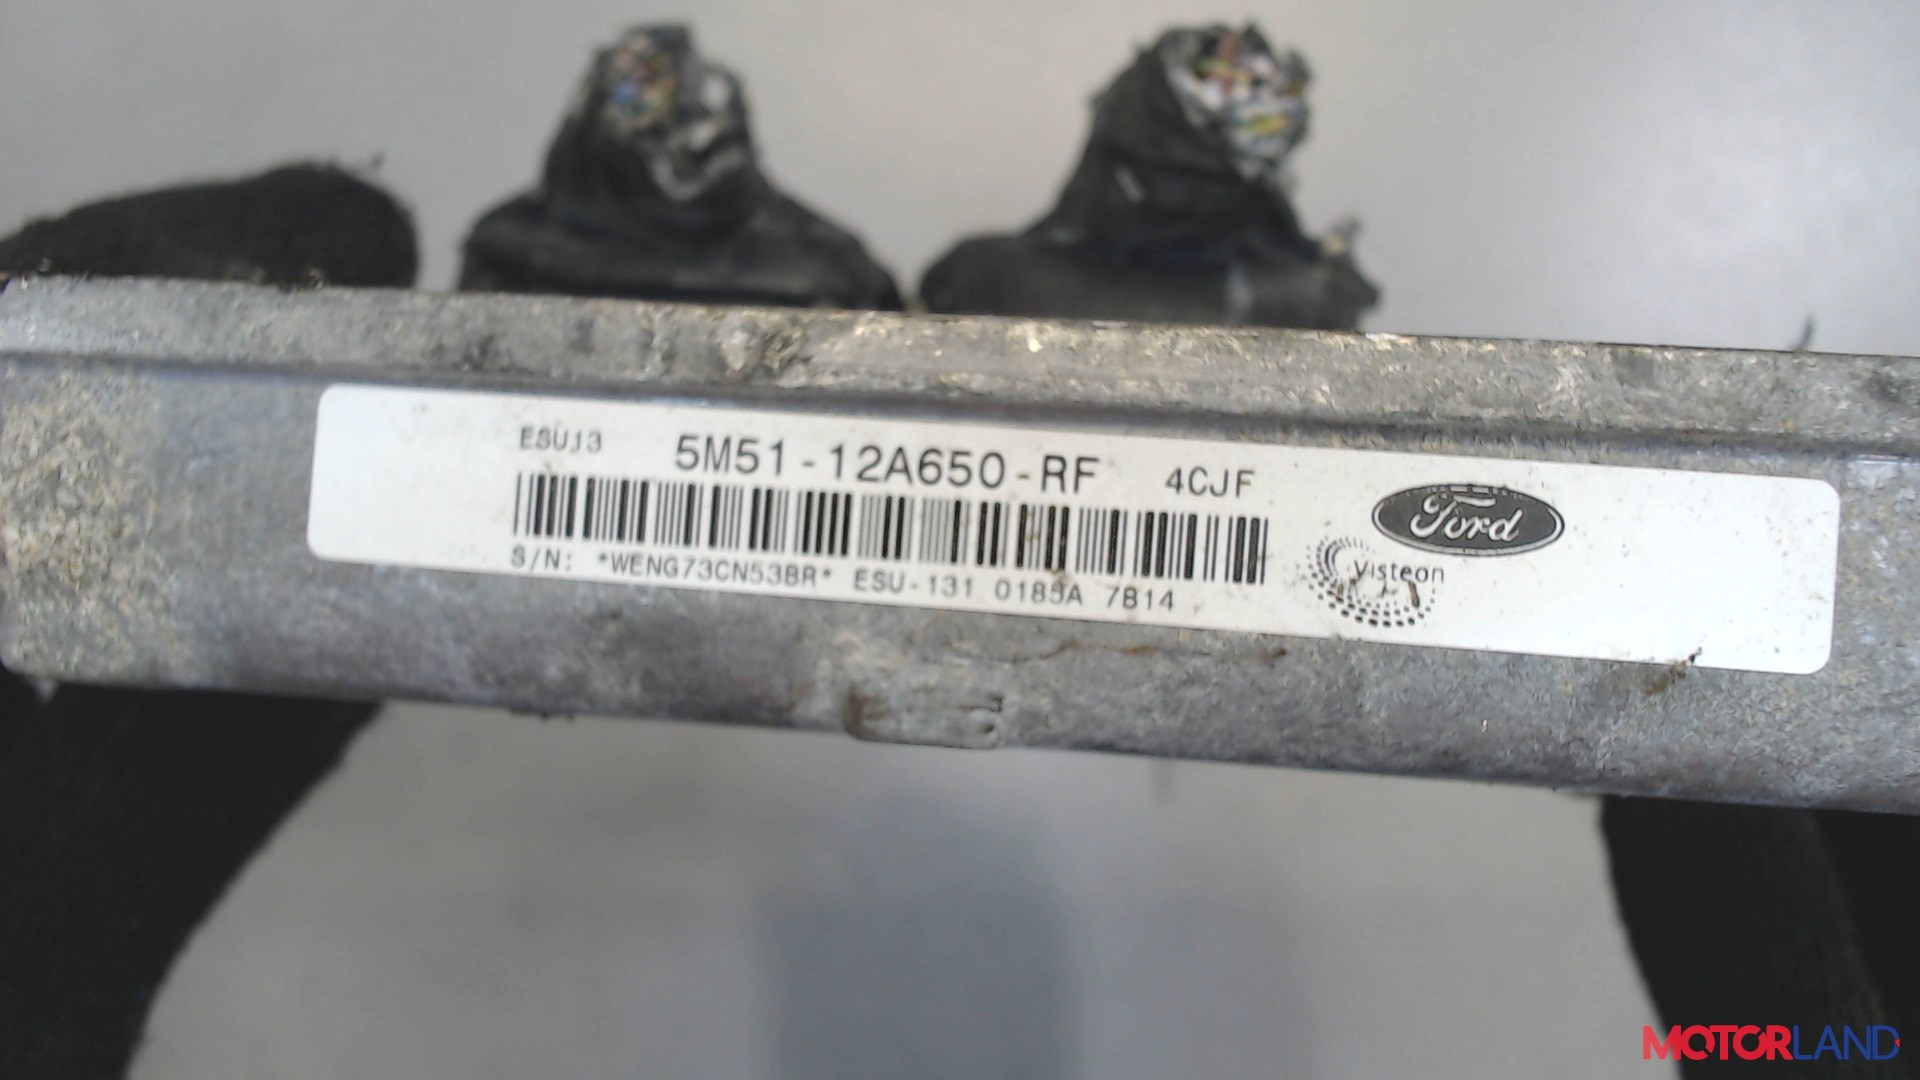 ESU13 5M51-12A650-RF 4CJF
Ford
S/N: *WENG73CN53BR* ESU-131 0185A 7B14
Visteon
MOTORLAND